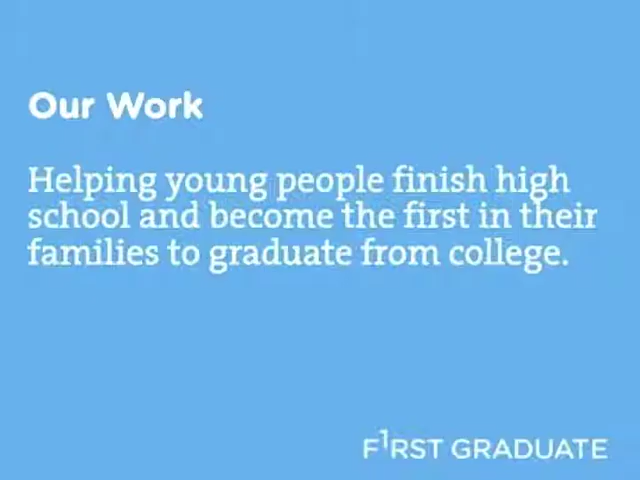 Our Work
Helping young people finish high
school and become the first in their
families to graduate from college.
F1RST GRADUATE